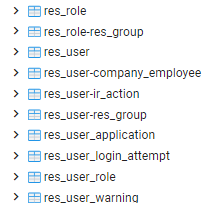 res_role
res_role-res_group
res_user
res_user-company_employee
res_user-ir_action
res_user-res_group
res_user_application
res_user_login_attempt
res_user_role
res_user_warning